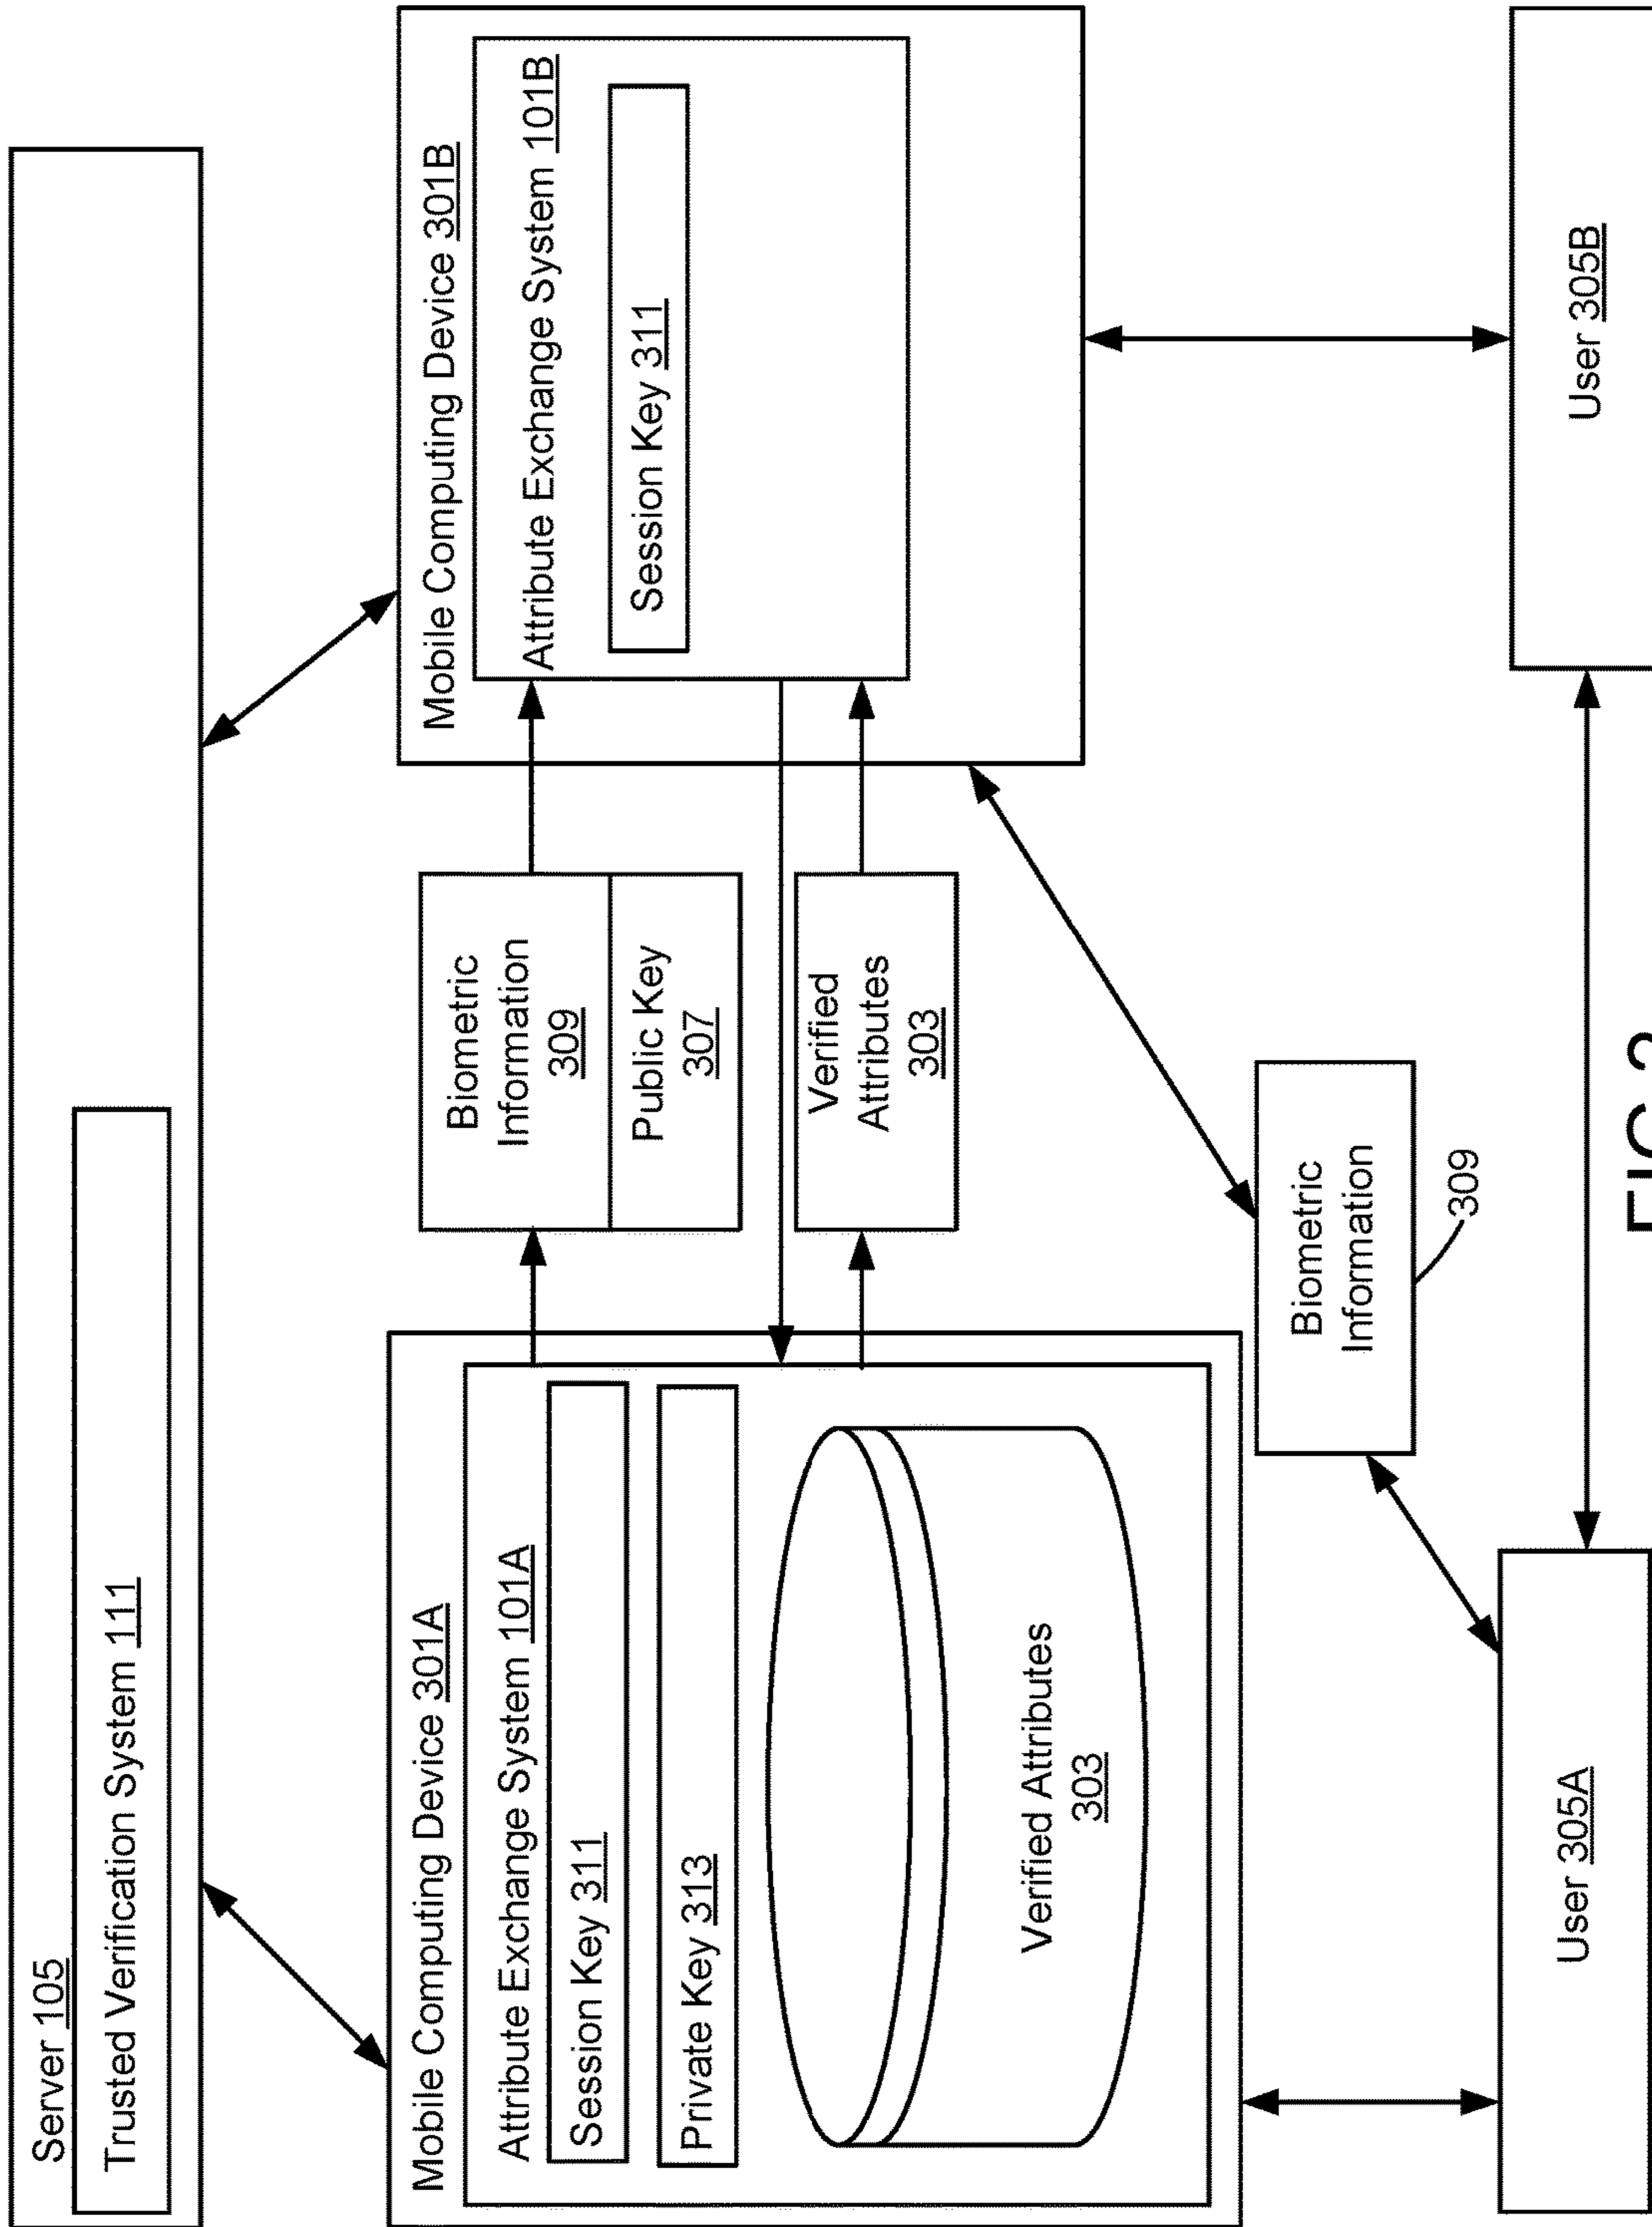 Server 105
Trusted Verification System 111
Mobile Computing Device 301A
Attribute Exchange System 101A
Session Key 311
Private Key 313
Verified Attributes
303
Biometric
Information
309
Public Key
307
Verified
Attributes
303
Mobile Computing Device 301B
Attribute Exchange System 101B
Session Key 311
Biometric
Information
309
User 305A
User 305B
FIG